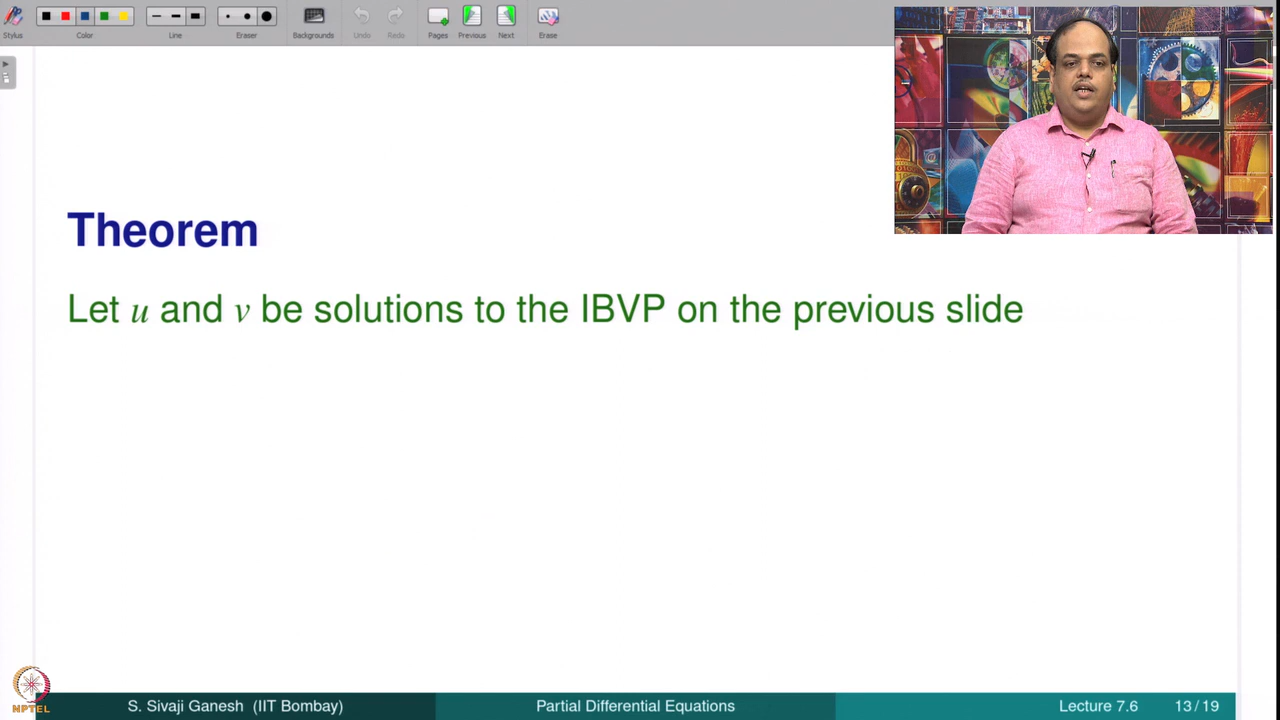 Stylus
Color
Line
Eraser
Backgrounds
Undo
Redo
Pages
Previous
Next
Erase
Theorem
Let u and v be solutions to the IBVP on the previous slide
NPTEL
S. Sivaji Ganesh (IIT Bombay)
Partial Differential Equations
Lecture 7.6
13/19